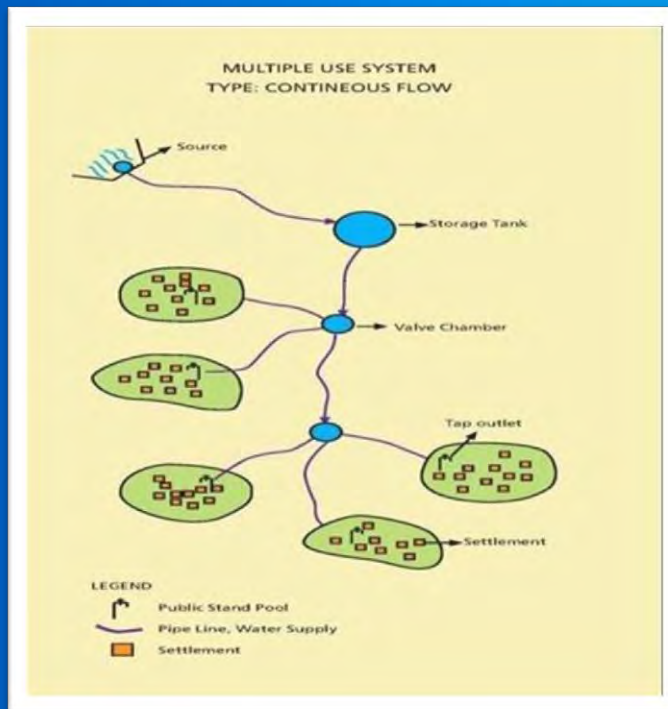 MULTIPLE USE SYSTEM
TYPE: CONTINEOUS FLOW
Source
Storage Tank
Valve Chamber
Tap outlet
Settlement
LEGEND
Public Stand Pool
Pipe Line, Water Supply
Settlement